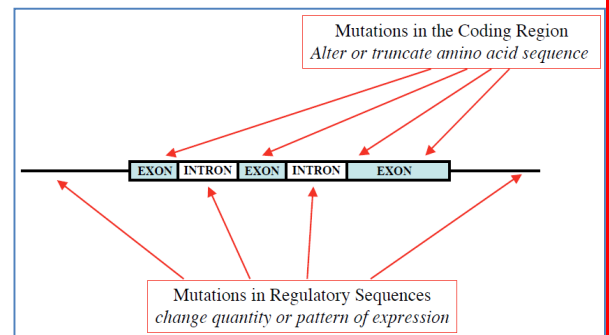 Mutations in the Coding Region
Alter or truncate amino acid sequence
EXON INTRON EXON INTRON EXON
Mutations in Regulatory Sequences
change quantity or pattern of expression